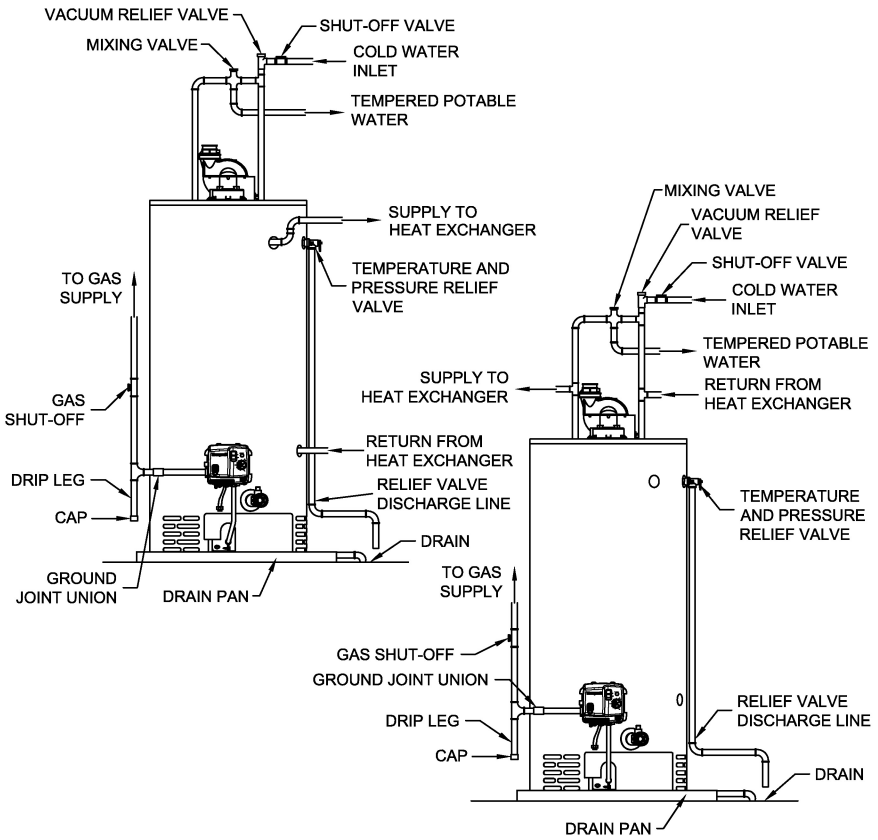 VACUUM RELIEF VALVE
SHUT-OFF VALVE
MIXING VALVE
COLD WATER
INLET
TEMPERED POTABLE
WATER
SUPPLY TO
HEAT EXCHANGER
TO GAS
SUPPLY
TEMPERATURE AND
PRESSURE RELIEF
VALVE
GAS
SHUT-OFF
RETURN FROM
HEAT EXCHANGER
DRIP LEG
RELIEF VALVE
DISCHARGE LINE
CAP
DRAIN
GROUND
JOINT UNION
DRAIN PAN
MIXING VALVE
VACUUM RELIEF
VALVE
SHUT-OFF VALVE
COLD WATER
INLET
TEMPERED POTABLE
WATER
SUPPLY TO
HEAT EXCHANGER
RETURN FROM
HEAT EXCHANGER
TEMPERATURE
AND PRESSURE
RELIEF VALVE
TO GAS
SUPPLY
GAS SHUT-OFF
GROUND JOINT UNION
DRIP LEG
RELIEF VALVE
DISCHARGE LINE
CAP
DRAIN
DRAIN PAN